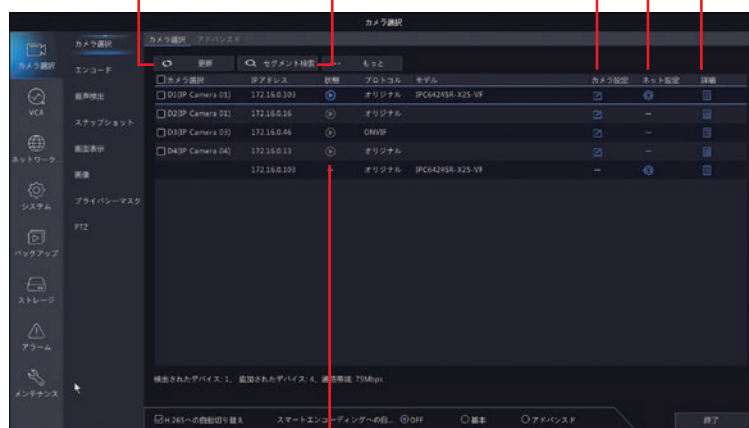 カメラ選択
カメラ選択
VCA
ネットワーク..
システム
バックアップ
ストレージ
アラーム
メンテナンス
カメラ選択
エンコード
音声検出
スナップショット
画面表示
画像
プライバシーマスク
PTZ
カメラ選択 アドバンスド
更新 セグメント検索 ... もっと
カメラ選択 IPアドレス 状態 プロトコル モデル カメラ設定 ネット設定 詳細
D1(IP Camera 01) 172.16.0.103 オリジナル IPC6424SR-X25-VF
D2(IP Camera 01) 172.16.0.16 オリジナル –
D3(IP Camera 03) 172.16.0.46 ONVIF –
D4(IP Camera 04) 172.16.0.13 オリジナル –
172.16.0.103 – オリジナル IPC6424SR-X25-VF –
検出されたデバイス: 1, 追加されたデバイス: 4, 通信帯域: 75Mbps
H.265への自動切り替え スマートエンコーディングへの自... OFF 基本 アドバンスド
終了